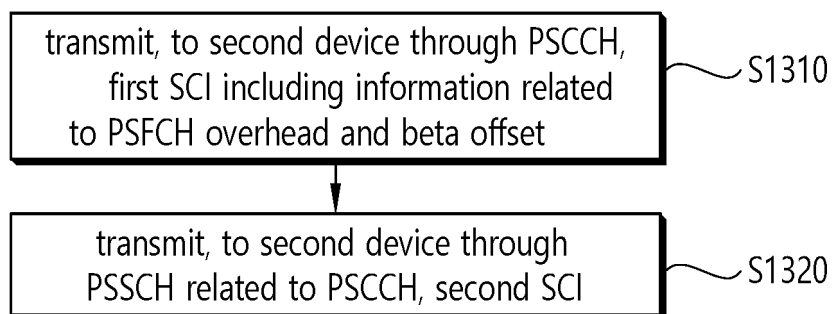 transmit, to second device through PSCCH,
first SCI including information related
to PSFCH overhead and beta offset
S1310
transmit, to second device through
PSSCH related to PSCCH, second SCI
S1320